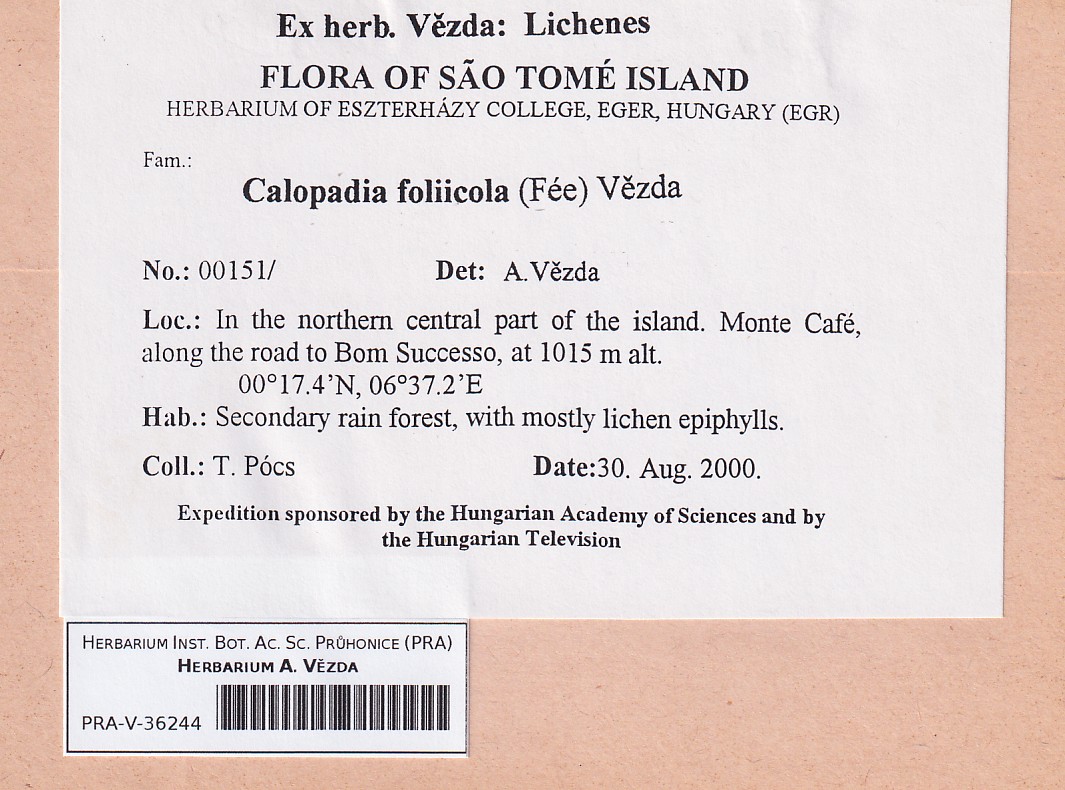 Ex herb. Vězda: Lichenes
FLORA OF SÃO TOMÉ ISLAND
HERBARIUM OF ESZTERHÁZY COLLEGE, EGER, HUNGARY (EGR)
Fam.:
Calopadia foliicola (Fée) Vězda
No.: 00151/ Det: A.Vězda
Loc.: In the northern central part of the island. Monte Café,
along the road to Bom Successo, at 1015 m alt.
00°17.4’N, 06°37.2’E
Hab.: Secondary rain forest, with mostly lichen epiphylls.
Coll.: T. Pócs Date:30. Aug. 2000.
Expedition sponsored by the Hungarian Academy of Sciences and by
the Hungarian Television
HERBARIUM INST. BOT. AC. SC. PRŮHONICE (PRA)
HERBARIUM A. VĚZDA
PRA-V-36244